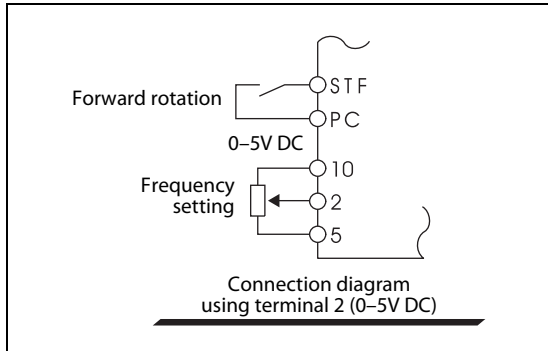 STF
Forward rotation
PC
0–5V DC
10
Frequency
setting
2
5
Connection diagram
using terminal 2 (0–5V DC)